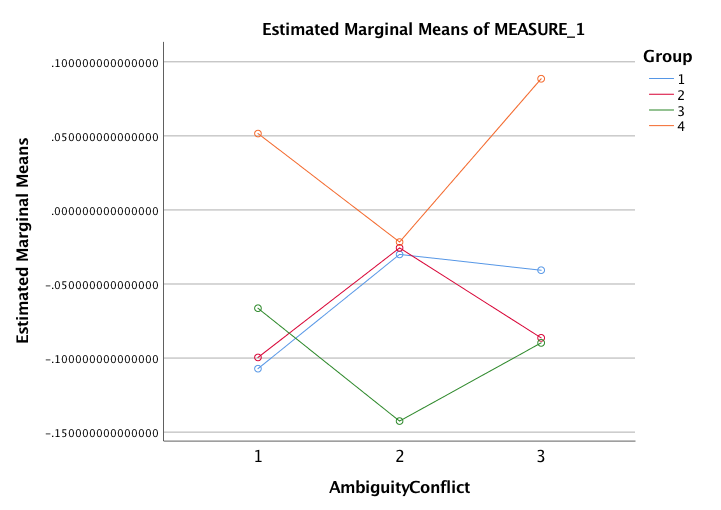 Estimated Marginal Means of MEASURE_1
Group
1
2
3
4
Estimated Marginal Means
.100000000000000
.050000000000000
.000000000000000
-.050000000000000
-.100000000000000
-.150000000000000
1 2 3
AmbiguityConflict